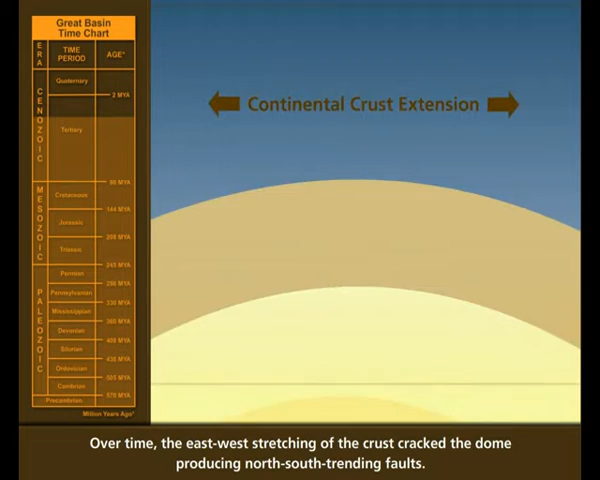 Great Basin
Time Chart
ERA
TIME PERIOD
AGE*
CENOZOIC
Quaternary
2 MYA
Tertiary
66 MYA
MESOZOIC
Cretaceous
144 MYA
Jurassic
208 MYA
Triassic
245 MYA
PALEOZOIC
Permian
286 MYA
Pennsylvanian
330 MYA
Mississippian
360 MYA
Devonian
408 MYA
Silurian
438 MYA
Ordovician
505 MYA
Cambrian
570 MYA
Precambrian
Million Years Ago*
Continental Crust Extension
Over time, the east-west stretching of the crust cracked the dome
producing north-south-trending faults.